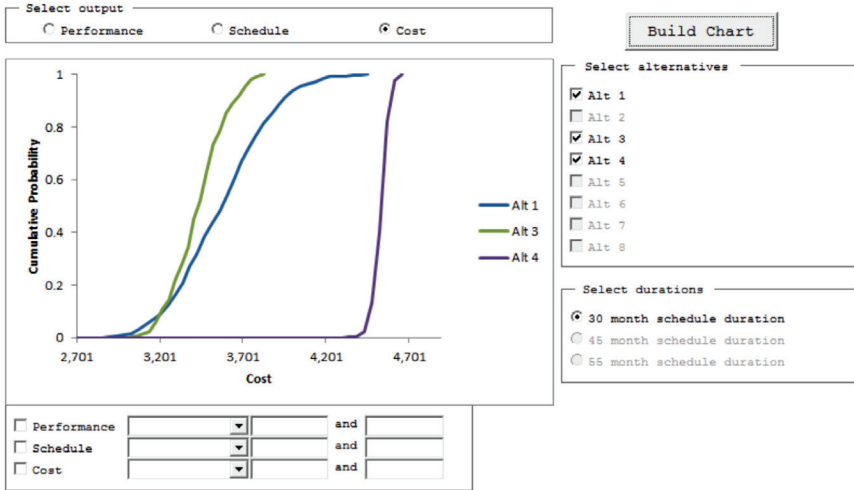 Select output
Performance
Schedule
Cost
Build Chart
1
0.8
0.6
0.4
0.2
0
Cumulative Probability
2,701
3,201
3,701
4,201
4,701
Cost
Alt 1
Alt 3
Alt 4
Select alternatives
Alt 1
Alt 2
Alt 3
Alt 4
Alt 5
Alt 6
Alt 7
Alt 8
Select durations
30 month schedule duration
45 month schedule duration
55 month schedule duration
Performance and
Schedule and
Cost and